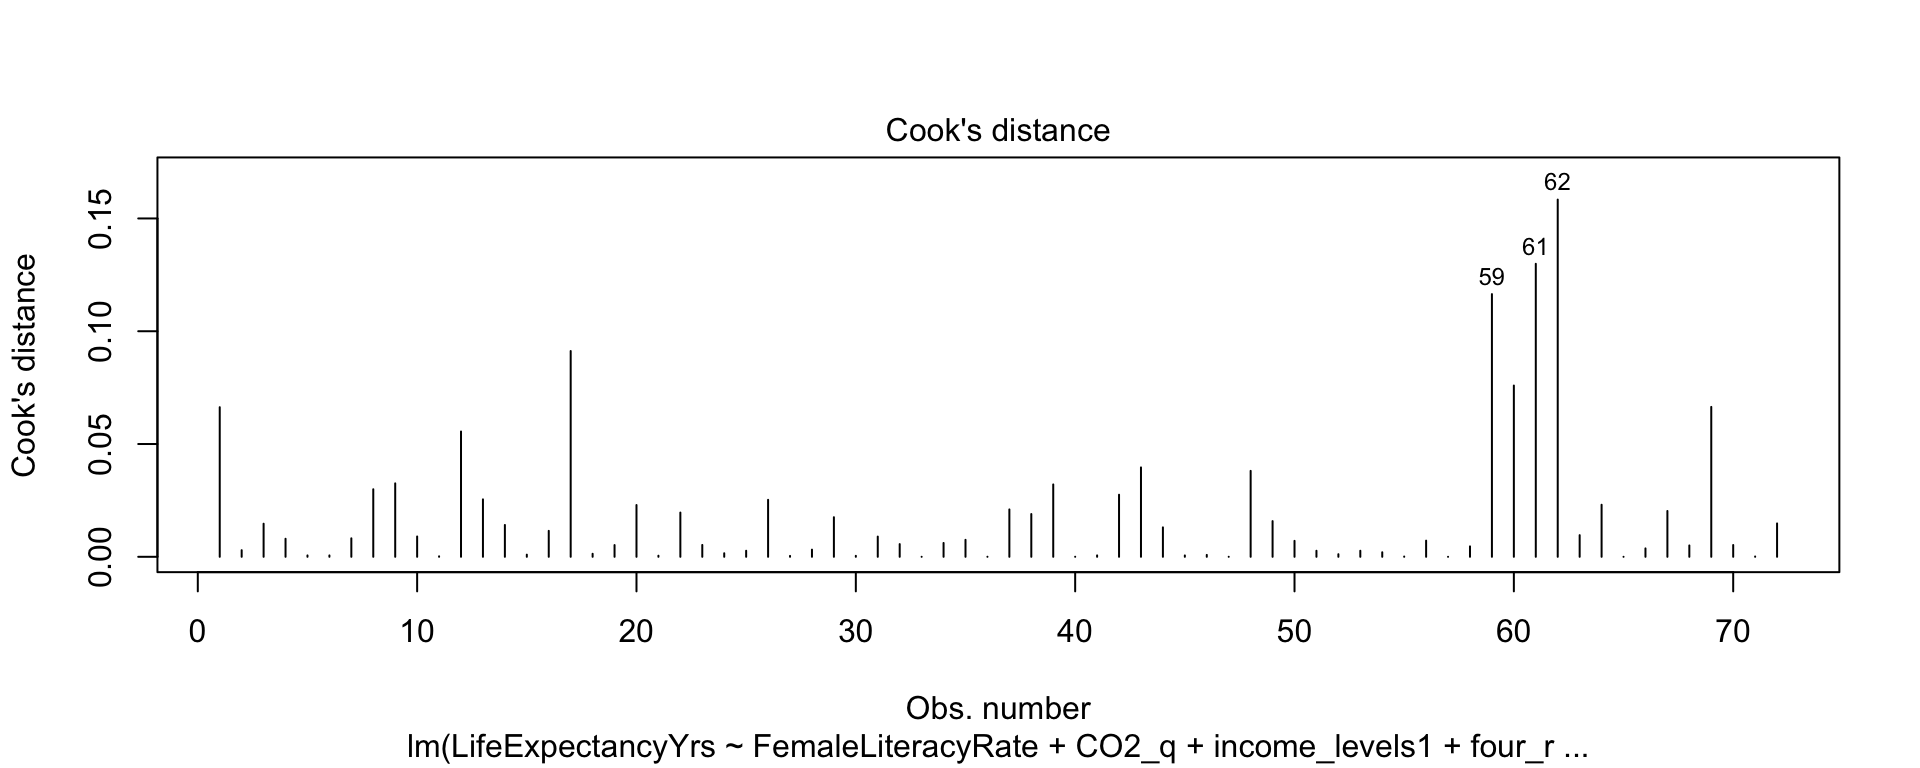 Cook's distance
62
61
59
Cook's distance
0.15
0.10
0.05
0.00
0 10 20 30 40 50 60 70
Obs. number
lm(LifeExpectancyYrs ~ FemaleLiteracyRate + CO2_q + income_levels1 + four_r ...